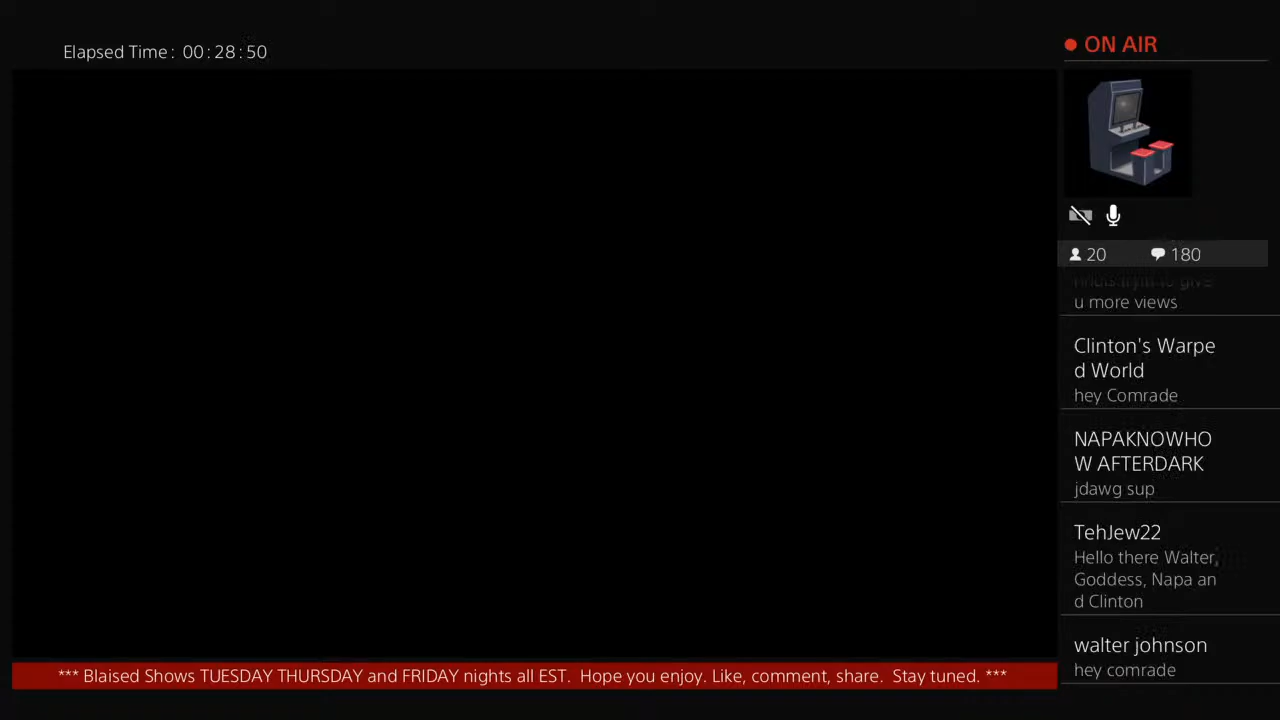 Elapsed Time: 00:28:50
ON AIR
20 180
u more views
Clinton's Warpe
d World
hey Comrade
NAPAKNOWHO
W AFTERDARK
jdawg sup
TehJew22
Hello there Walter,
Goddess, Napa an
d Clinton
walter johnson
hey comrade
*** Blaised Shows TUESDAY THURSDAY and FRIDAY nights all EST. Hope you enjoy. Like, comment, share. Stay tuned. ***